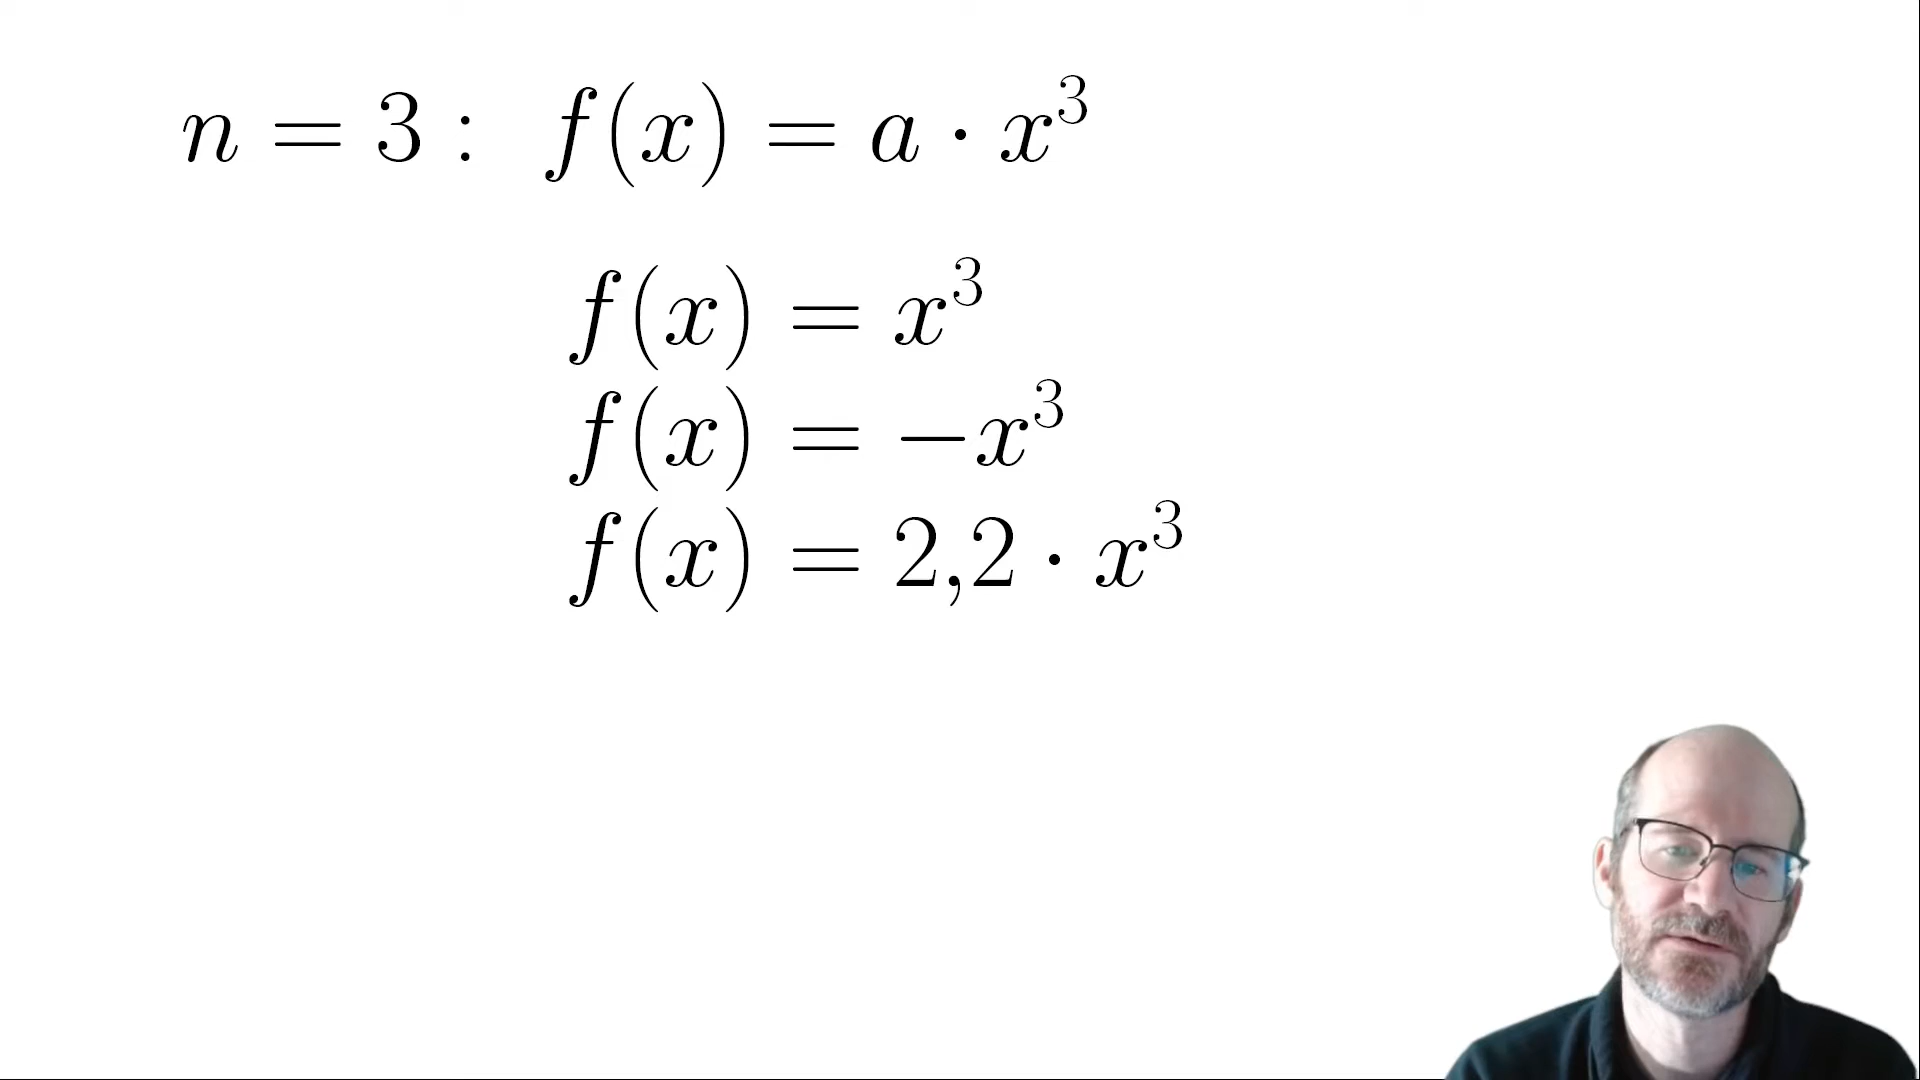 n = 3 : f(x) = a · x³
f(x) = x³
f(x) = −x³
f(x) = 2,2 · x³